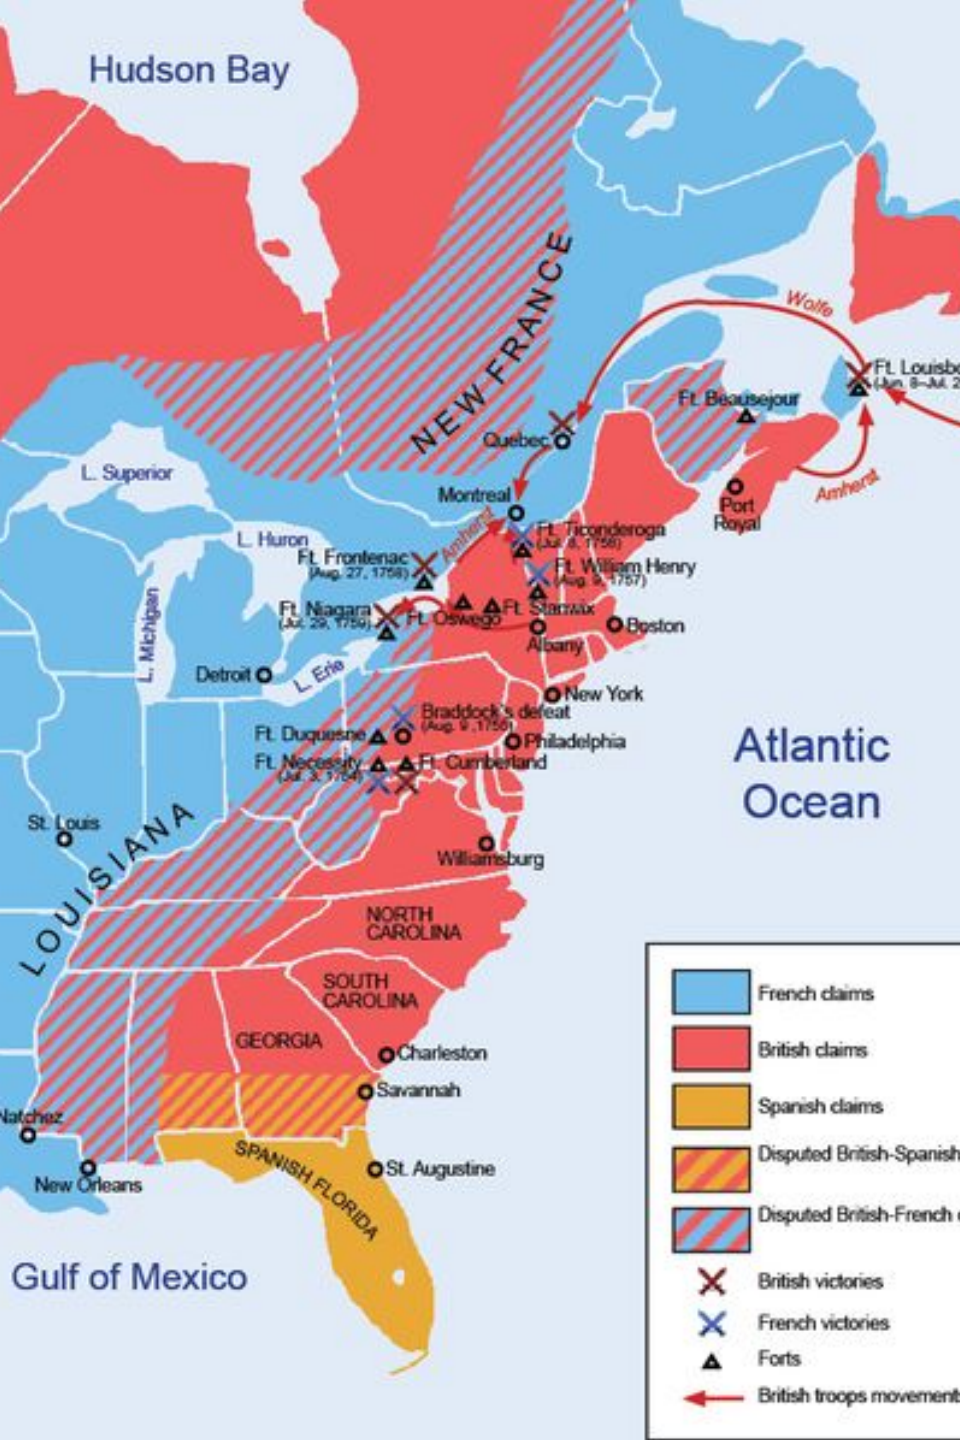 Hudson Bay
NEW FRANCE
Wolfe
Ft. Louisbo
(Jun. 8–Jul. 2
Ft. Beausejour
Quebec
L. Superior
Amherst
Montreal
Port
Royal
Ft. Ticonderoga
(Jul. 8, 1758)
L. Huron
Amherst
Ft. Frontenac
(Aug. 27, 1758)
Ft. William Henry
(Aug. 9, 1757)
L. Michigan
Ft. Niagara
(Jul. 29, 1759)
Ft. Oswego
Ft. Stanwix
Boston
Albany
Detroit
L. Erie
New York
Braddock's defeat
(Aug. 9 ,1755)
Ft. Duquesne
Philadelphia
Ft. Necessity
(Jul. 3, 1754)
Ft. Cumberland
Atlantic
Ocean
St. Louis
LOUISIANA
Williamsburg
NORTH
CAROLINA
SOUTH
CAROLINA
GEORGIA
Charleston
Savannah
Natchez
New Orleans
SPANISH FLORIDA
St. Augustine
Gulf of Mexico
French claims
British claims
Spanish claims
Disputed British-Spanish
Disputed British-French
British victories
French victories
Forts
British troops movement